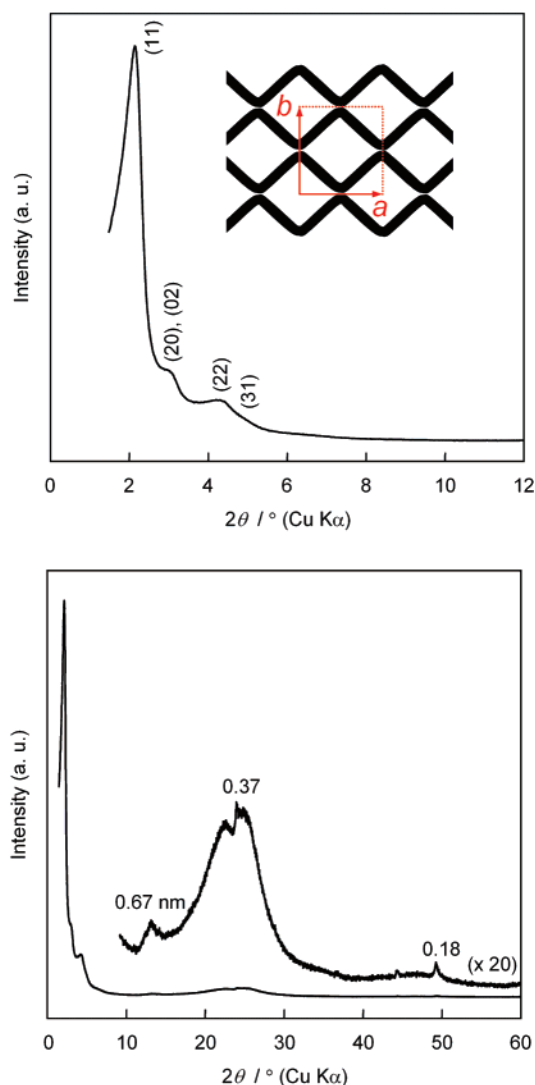 (11)
b
a
(20), (02)
(22)
(31)
Intensity (a. u.)
0 2 4 6 8 10 12
2θ / ° (Cu Kα)
0.37
0.67 nm
0.18
(x 20)
Intensity (a. u.)
0 10 20 30 40 50 60
2θ / ° (Cu Kα)